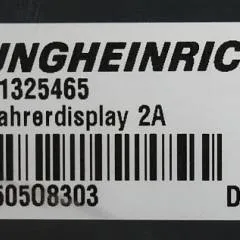 UNGHEINRIC
1325465
ahrerdisplay 2A
50508303 D